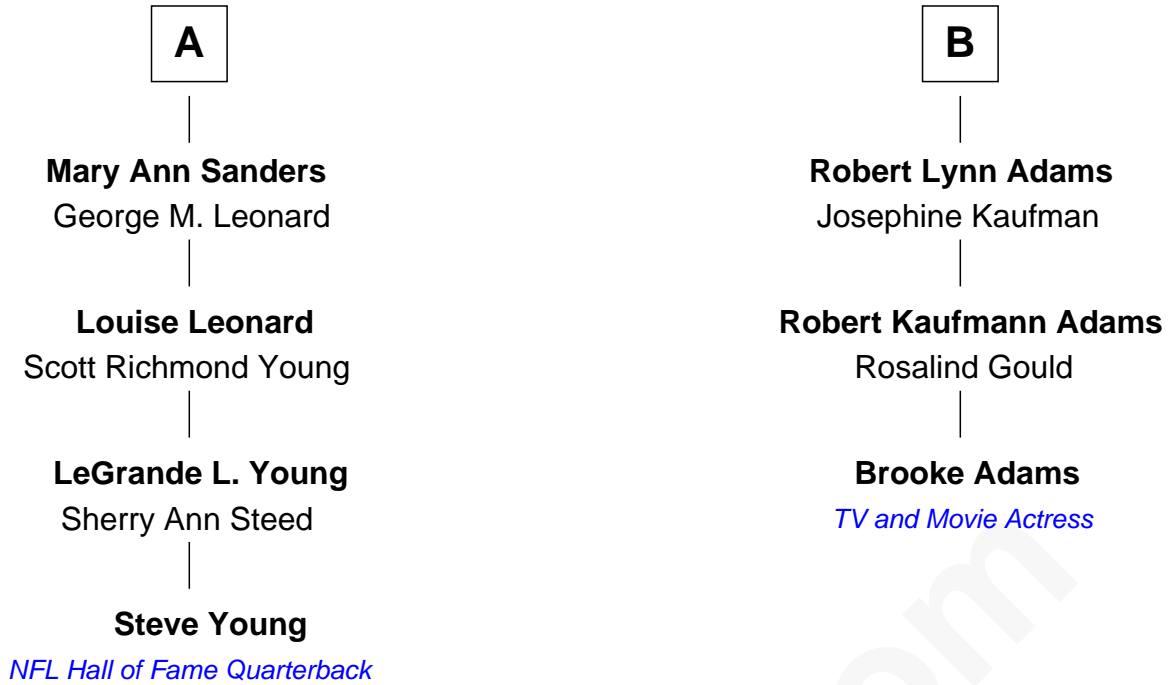 A
Mary Ann Sanders
George M. Leonard
Louise Leonard
Scott Richmond Young
LeGrande L. Young
Sherry Ann Steed
Steve Young
NFL Hall of Fame Quarterback
B
Robert Lynn Adams
Josephine Kaufman
Robert Kaufmann Adams
Rosalind Gould
Brooke Adams
TV and Movie Actress
om